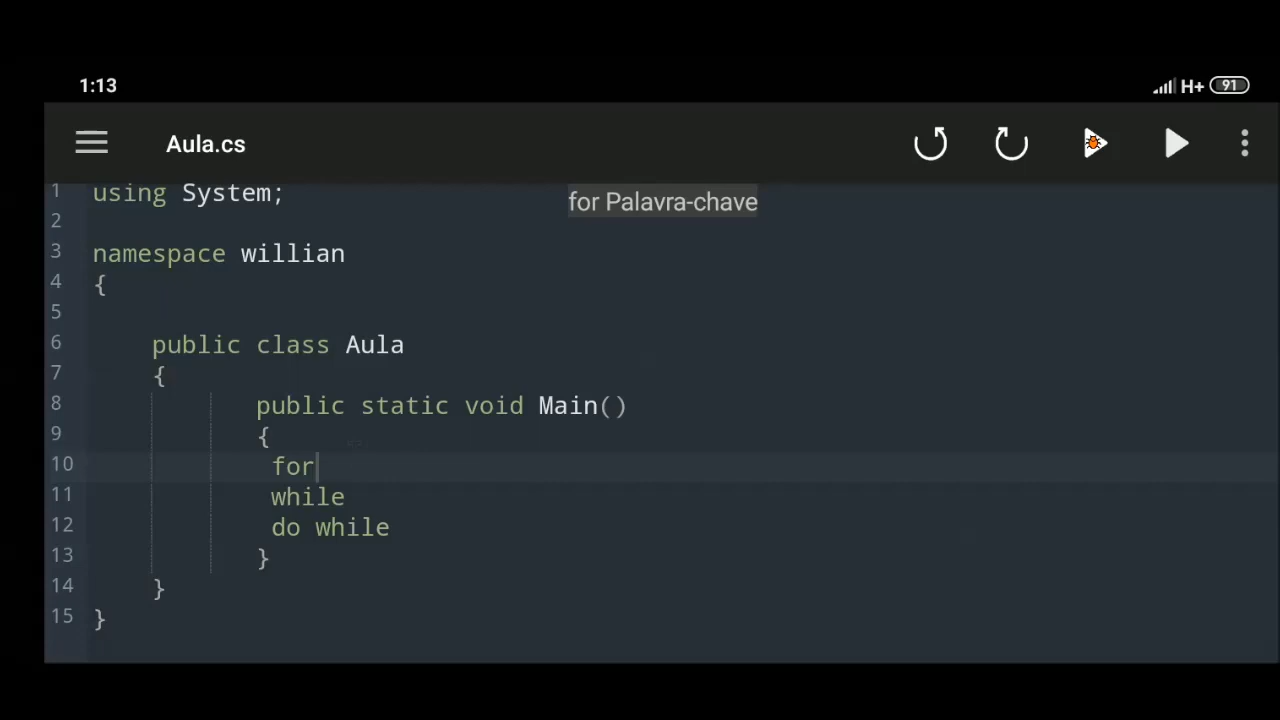 1:13
H+ 91
Aula.cs
1 using System;
for Palavra-chave
2
3 namespace willian
4 {
5
6 public class Aula
7 {
8 public static void Main()
9 {
10 for
11 while
12 do while
13 }
14 }
15 }